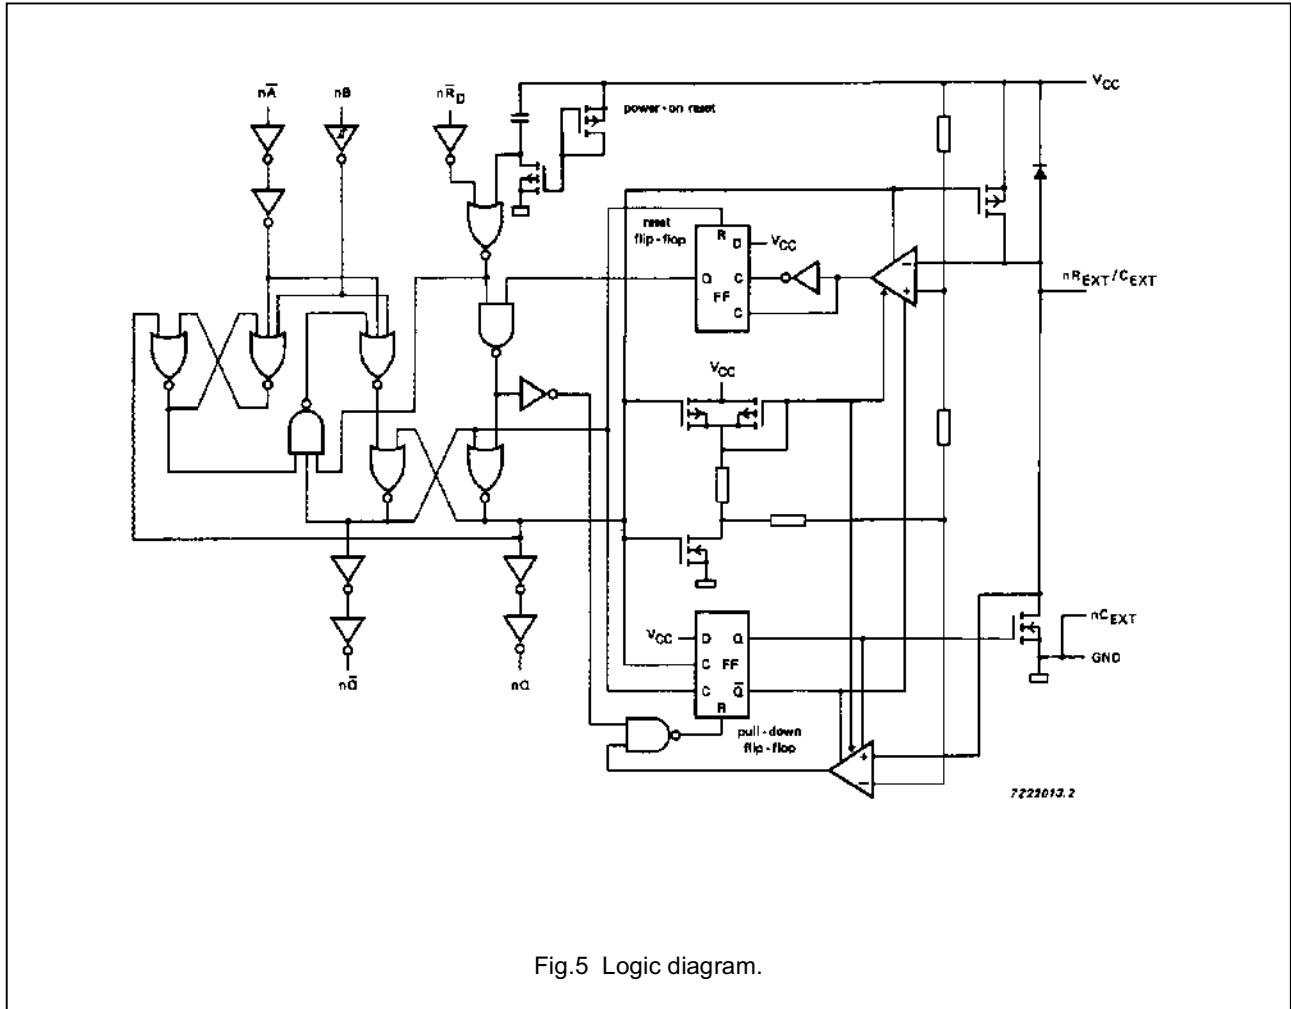 nA̅ nB nR̅D VCC
power-on reset
reset
flip-flop
R
D VCC
Q C
FF
C
−
+
nREXT/CEXT
VCC
VCC D Q
C FF
C Q̅
R
nCEXT
GND
nQ̅ nQ
pull-down
flip-flop
+
−
7Z22013.2
Fig.5 Logic diagram.